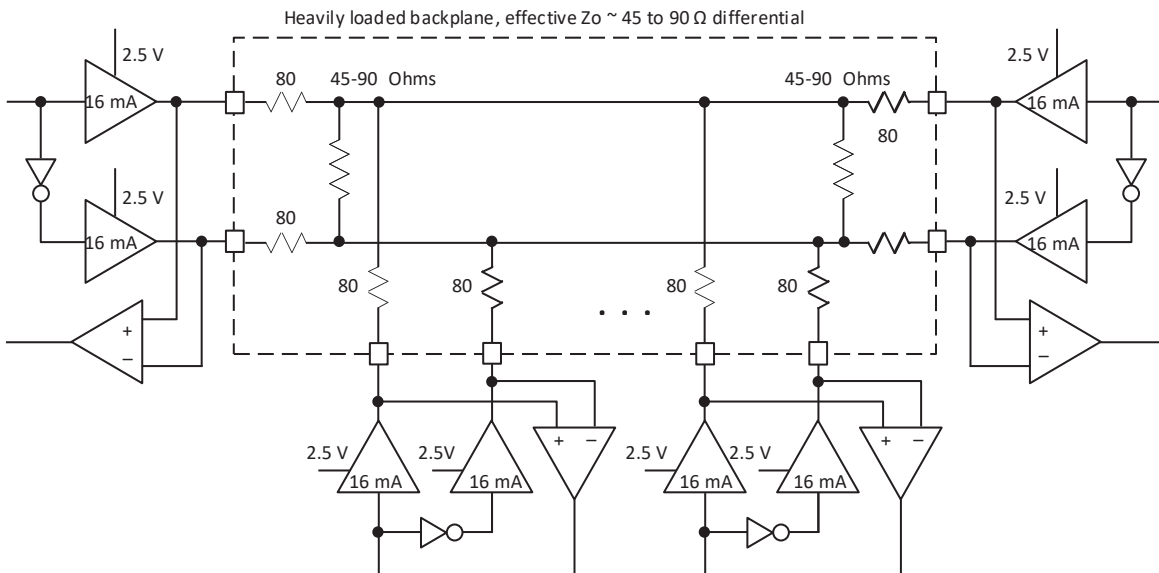 Heavily loaded backplane, effective Zo ~ 45 to 90 Ω differential
2.5 V
16 mA
80
45-90 Ohms
45-90 Ohms
80
2.5 V
16 mA
2.5 V
16 mA
80
2.5 V
16 mA
80
80
80
80
. . .
+
−
+
−
2.5 V
16 mA
2.5V
16 mA
+ −
2.5 V
16 mA
2.5 V
16 mA
+ −